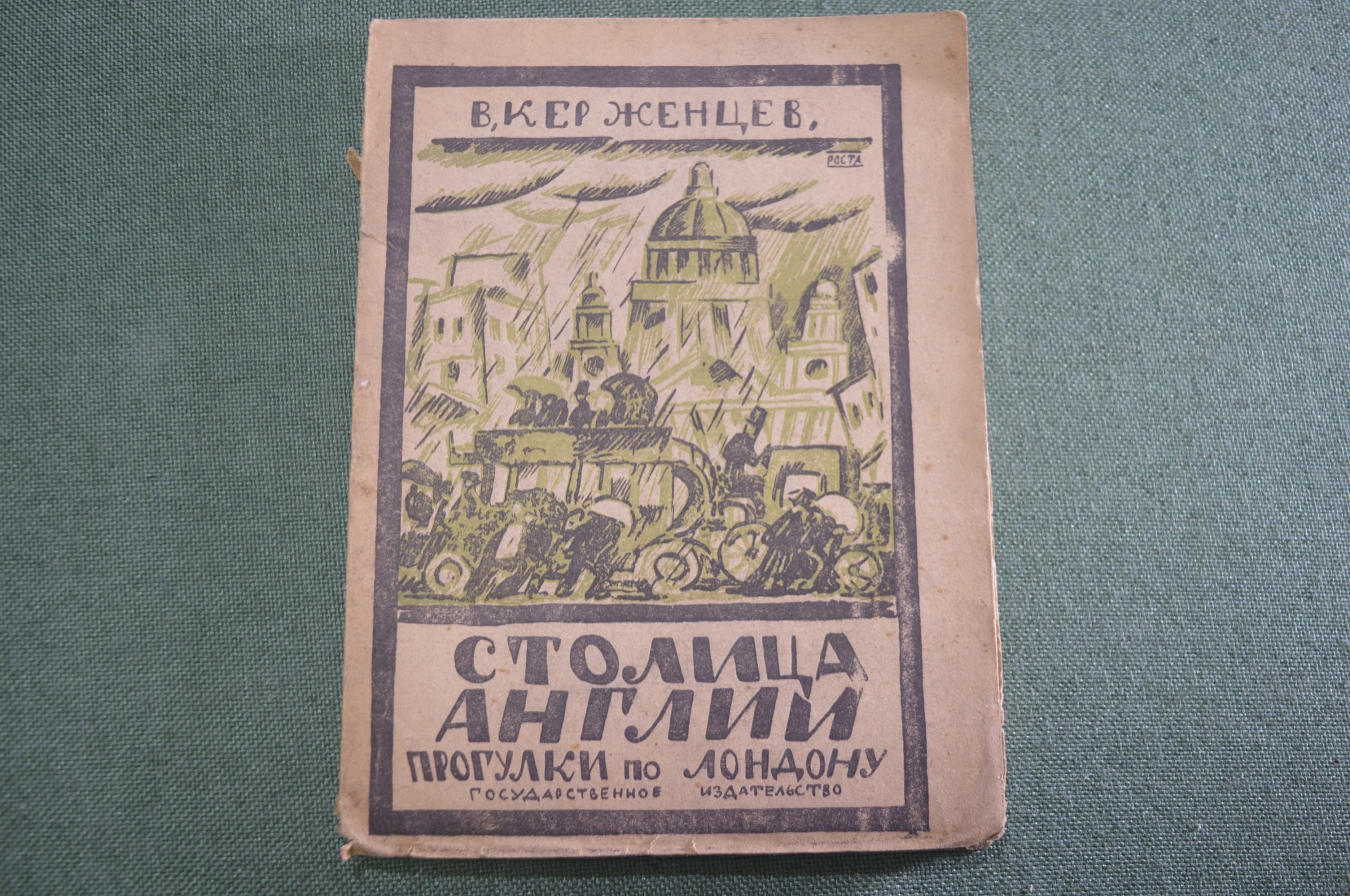 В. КЕРЖЕНЦЕВ.
РОСТА
СТОЛИЦА
АНГЛИИ
ПРОГУЛКИ ПО ЛОНДОНУ
ГОСУДАРСТВЕННОЕ ИЗДАТЕЛЬСТВО